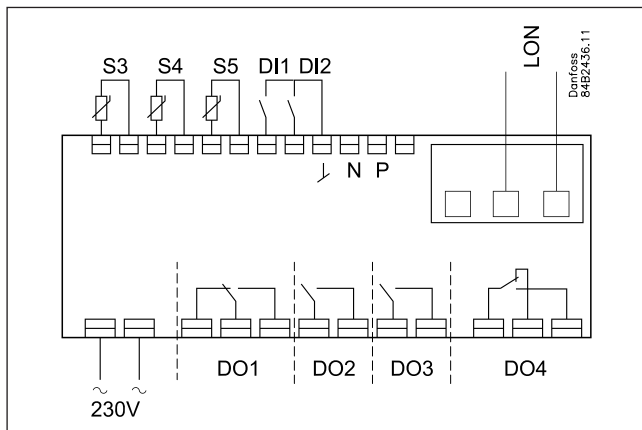 S3 S4 S5 DI1 DI2
LON
Danfoss
84B2436.11
N P
DO1 DO2 DO3 DO4
~ ~
230V